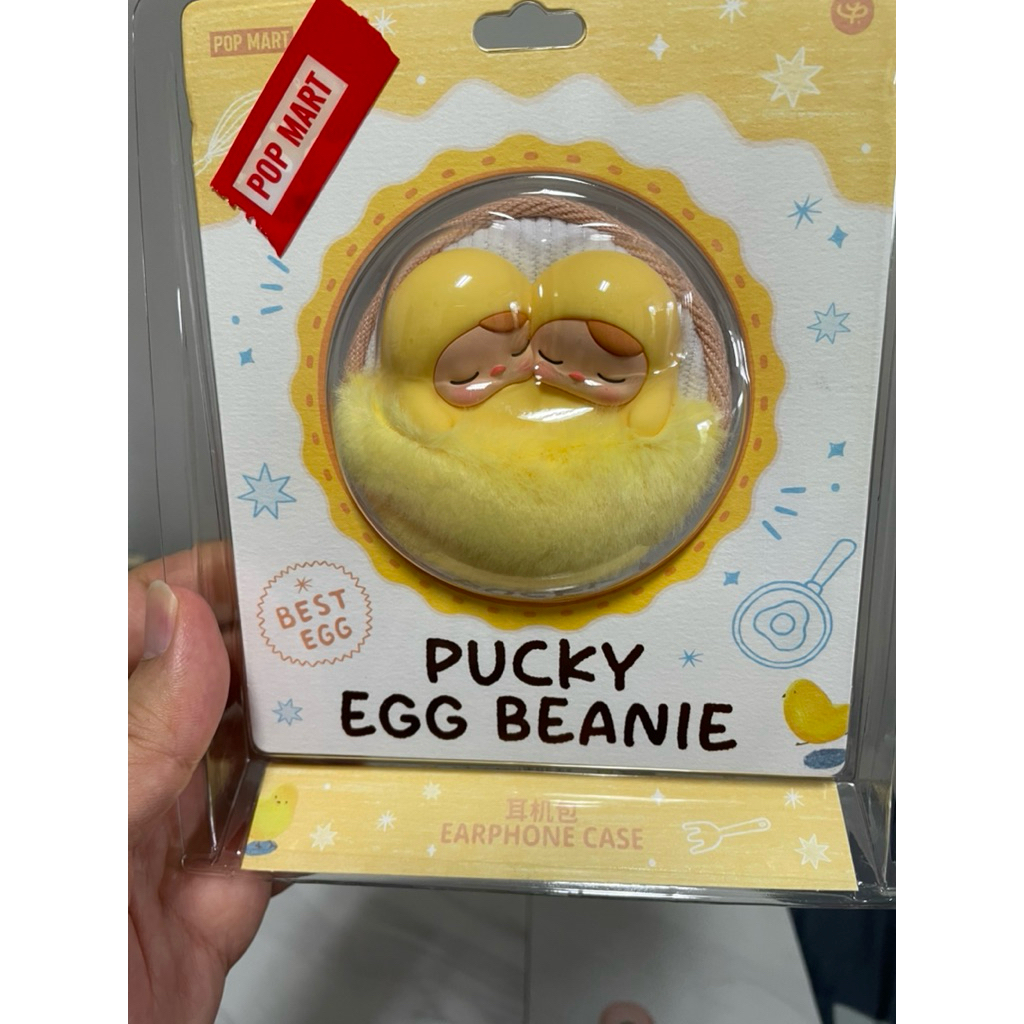 POP MART
POP MART
BEST
EGG
PUCKY
EGG BEANIE
耳机包
EARPHONE CASE